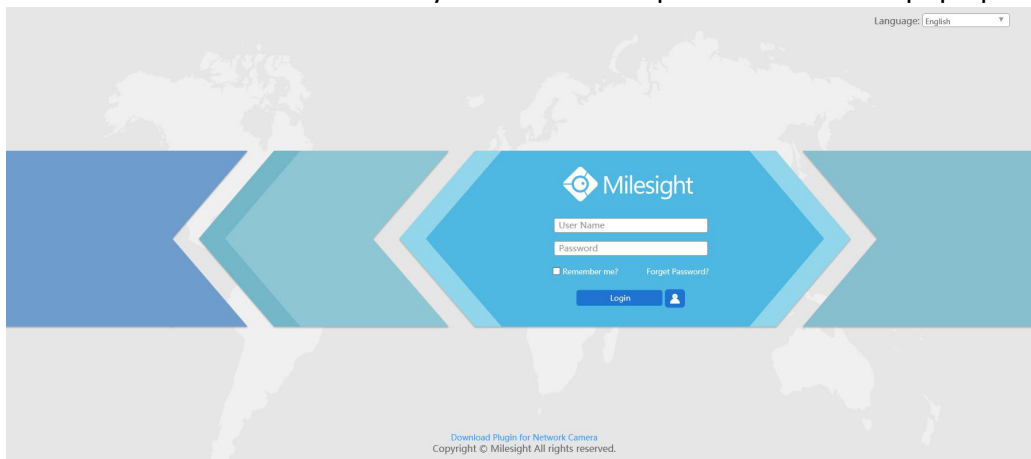 Language: English
Milesight
User Name
Password
Remember me? Forget Password?
Login
Download Plugin for Network Camera
Copyright © Milesight All rights reserved.